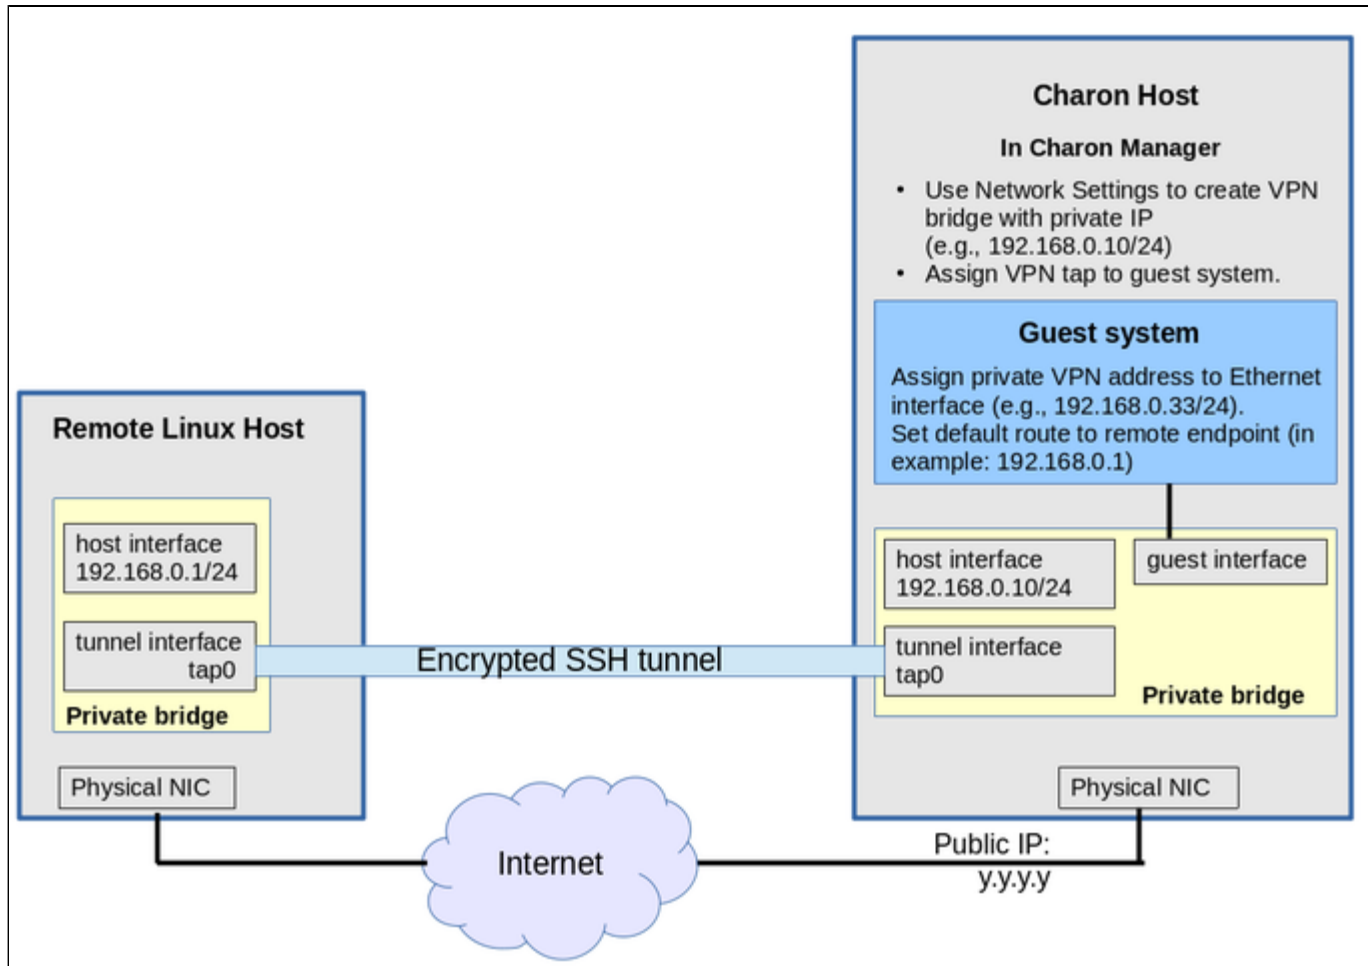 Charon Host
In Charon Manager
• Use Network Settings to create VPN
bridge with private IP
(e.g., 192.168.0.10/24)
• Assign VPN tap to guest system.
Guest system
Assign private VPN address to Ethernet
interface (e.g., 192.168.0.33/24).
Set default route to remote endpoint (in
example: 192.168.0.1)
Remote Linux Host
host interface
192.168.0.1/24
tunnel interface
tap0
Private bridge
Physical NIC
Encrypted SSH tunnel
host interface
192.168.0.10/24
guest interface
tunnel interface
tap0
Private bridge
Physical NIC
Internet
Public IP:
y.y.y.y